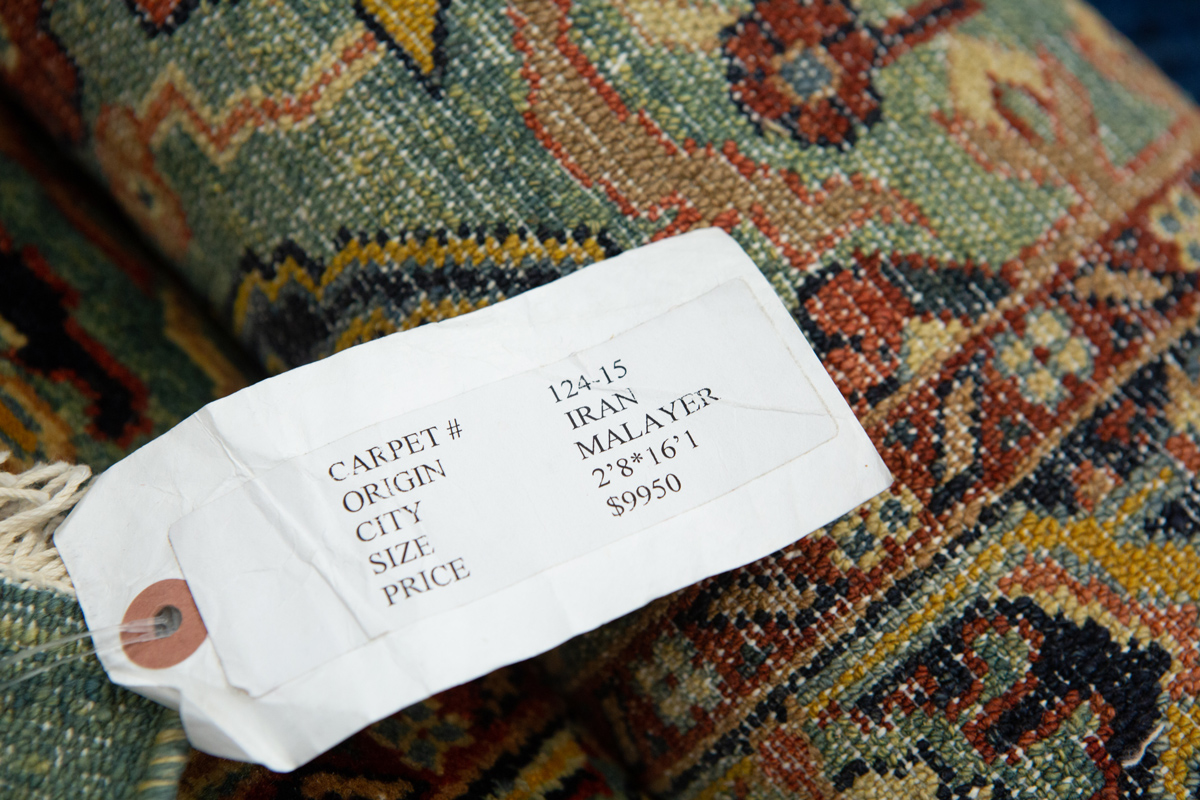 CARPET # 124-15
ORIGIN IRAN
CITY MALAYER
SIZE 2'8*16'1
PRICE $9950